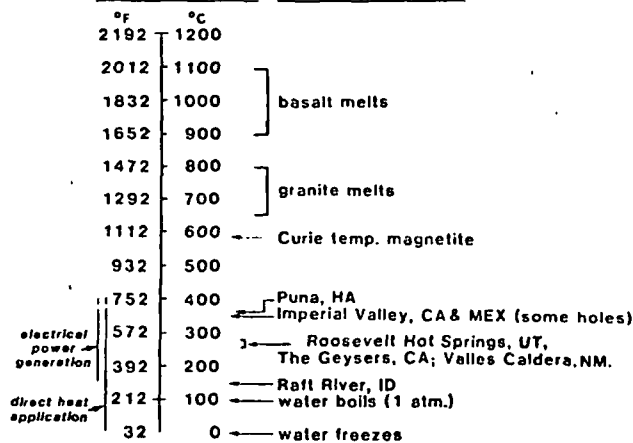 °F °C
2192 1200
2012 1100
basalt melts
1832 1000
1652 900
1472 800
granite melts
1292 700
1112 600 Curie temp. magnetite
932 500
752 400 Puna, HA
Imperial Valley, CA & MEX (some holes)
electrical
power
generation
572 300 Roosevelt Hot Springs, UT,
The Geysers, CA; Valles Caldera, NM.
392 200
Raft River, ID
direct heat
application
212 100 water boils (1 atm.)
32 0 water freezes